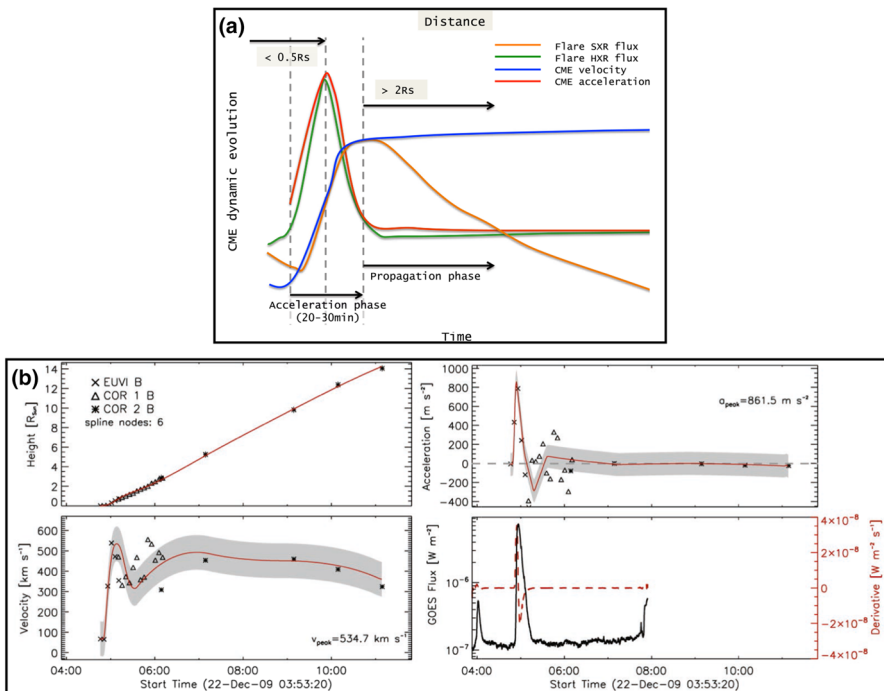 (a)
Distance
< 0.5Rs
Flare SXR flux
Flare HXR flux
CME velocity
CME acceleration
> 2Rs
CME dynamic evolution
Propagation phase
Acceleration phase
(20-30min)
Time
(b)
14
12
10
8
6
4
2
0
Height [RSun]
× EUVI B
△ COR 1 B
✱ COR 2 B
spline nodes: 6
1000
800
600
400
200
0
-200
-400
Acceleration [m s⁻²]
apeak=861.5 m s⁻²
600
500
400
300
200
100
0
Velocity [km s⁻¹]
vpeak=534.7 km s⁻¹
04:00 06:00 08:00 10:00
Start Time (22-Dec-09 03:53:20)
10⁻⁶
10⁻⁷
GOES Flux [W m⁻²]
4×10⁻⁸
2×10⁻⁸
0
-2×10⁻⁸
-4×10⁻⁸
Derivative [W m⁻² s⁻¹]
04:00 06:00 08:00 10:00
Start Time (22-Dec-09 03:53:20)